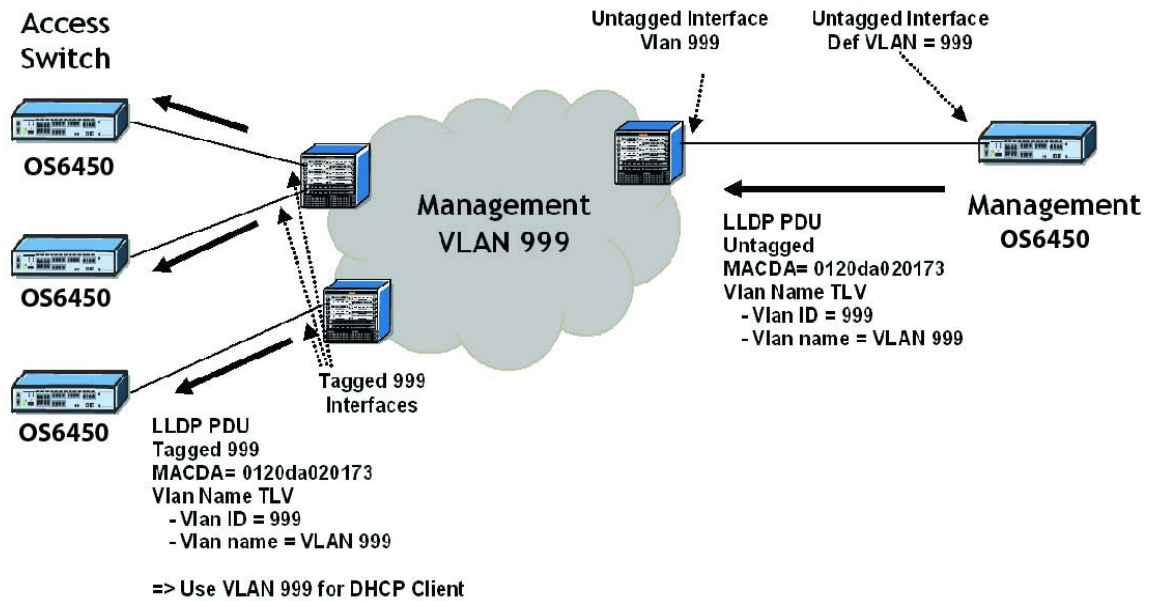 Access
Switch
OS6450
OS6450
OS6450
Untagged Interface
Vlan 999
Untagged Interface
Def VLAN = 999
Management
VLAN 999
Management
OS6450
LLDP PDU
Untagged
MACDA= 0120da020173
Vlan Name TLV
- Vlan ID = 999
- Vlan name = VLAN 999
Tagged 999
Interfaces
LLDP PDU
Tagged 999
MACDA= 0120da020173
Vlan Name TLV
- Vlan ID = 999
- Vlan name = VLAN 999
=> Use VLAN 999 for DHCP Client